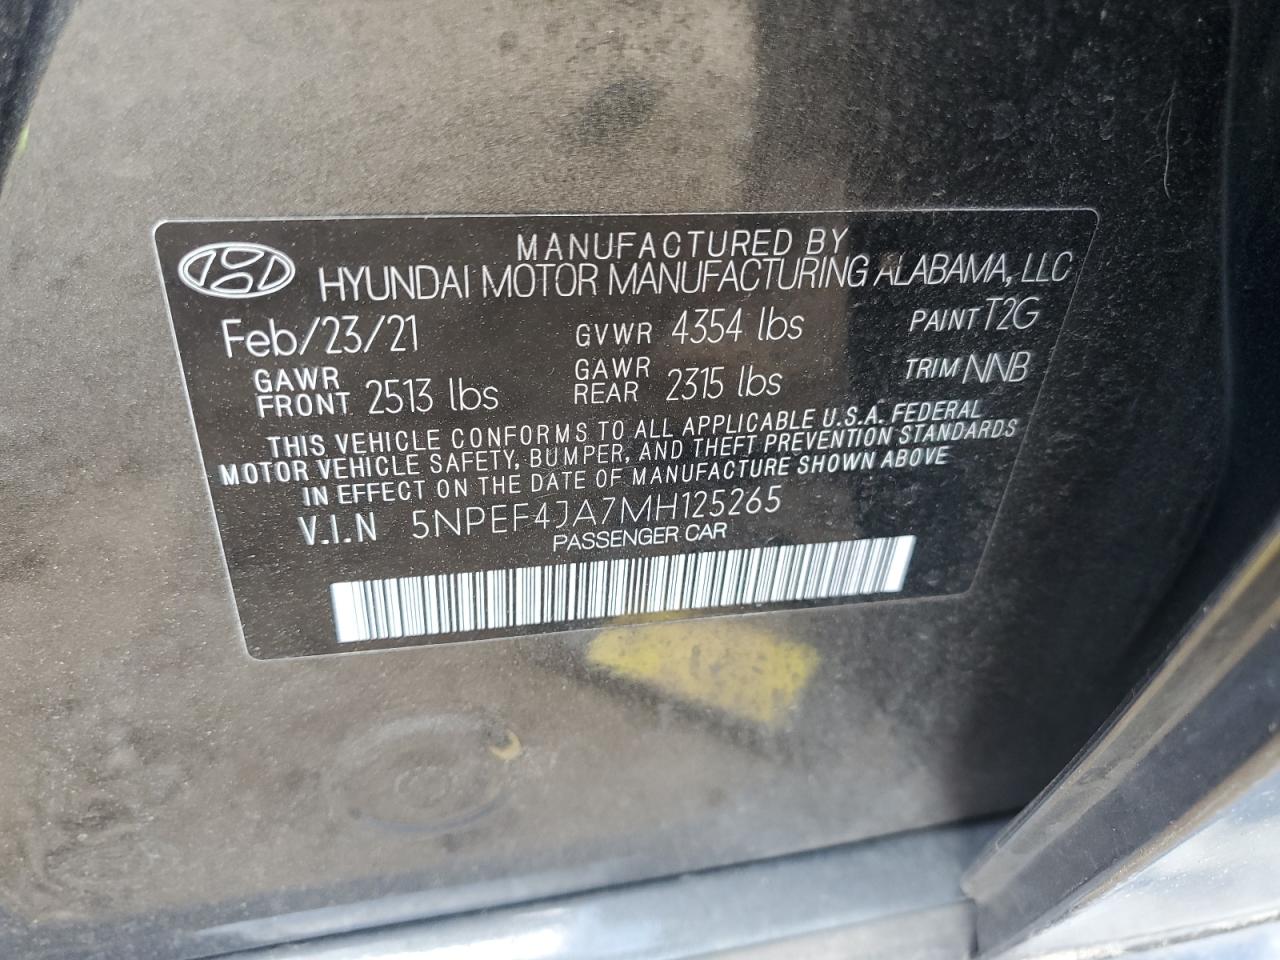 MANUFACTURED BY
HYUNDAI MOTOR MANUFACTURING ALABAMA, LLC
Feb/23/21 GVWR 4354 lbs PAINT T2G
GAWR FRONT 2513 lbs GAWR REAR 2315 lbs TRIM NNB
THIS VEHICLE CONFORMS TO ALL APPLICABLE U.S.A. FEDERAL
MOTOR VEHICLE SAFETY, BUMPER, AND THEFT PREVENTION STANDARDS
IN EFFECT ON THE DATE OF MANUFACTURE SHOWN ABOVE
V.I.N 5NPEF4JA7MH125265
PASSENGER CAR